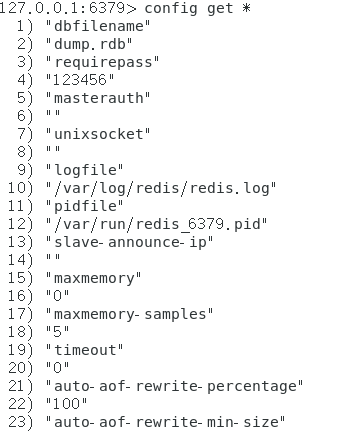 127.0.0.1:6379> config get *
1) "dbfilename"
2) "dump.rdb"
3) "requirepass"
4) "123456"
5) "masterauth"
6) ""
7) "unixsocket"
8) ""
9) "logfile"
10) "/var/log/redis/redis.log"
11) "pidfile"
12) "/var/run/redis_6379.pid"
13) "slave-announce-ip"
14) ""
15) "maxmemory"
16) "0"
17) "maxmemory-samples"
18) "5"
19) "timeout"
20) "0"
21) "auto-aof-rewrite-percentage"
22) "100"
23) "auto-aof-rewrite-min-size"